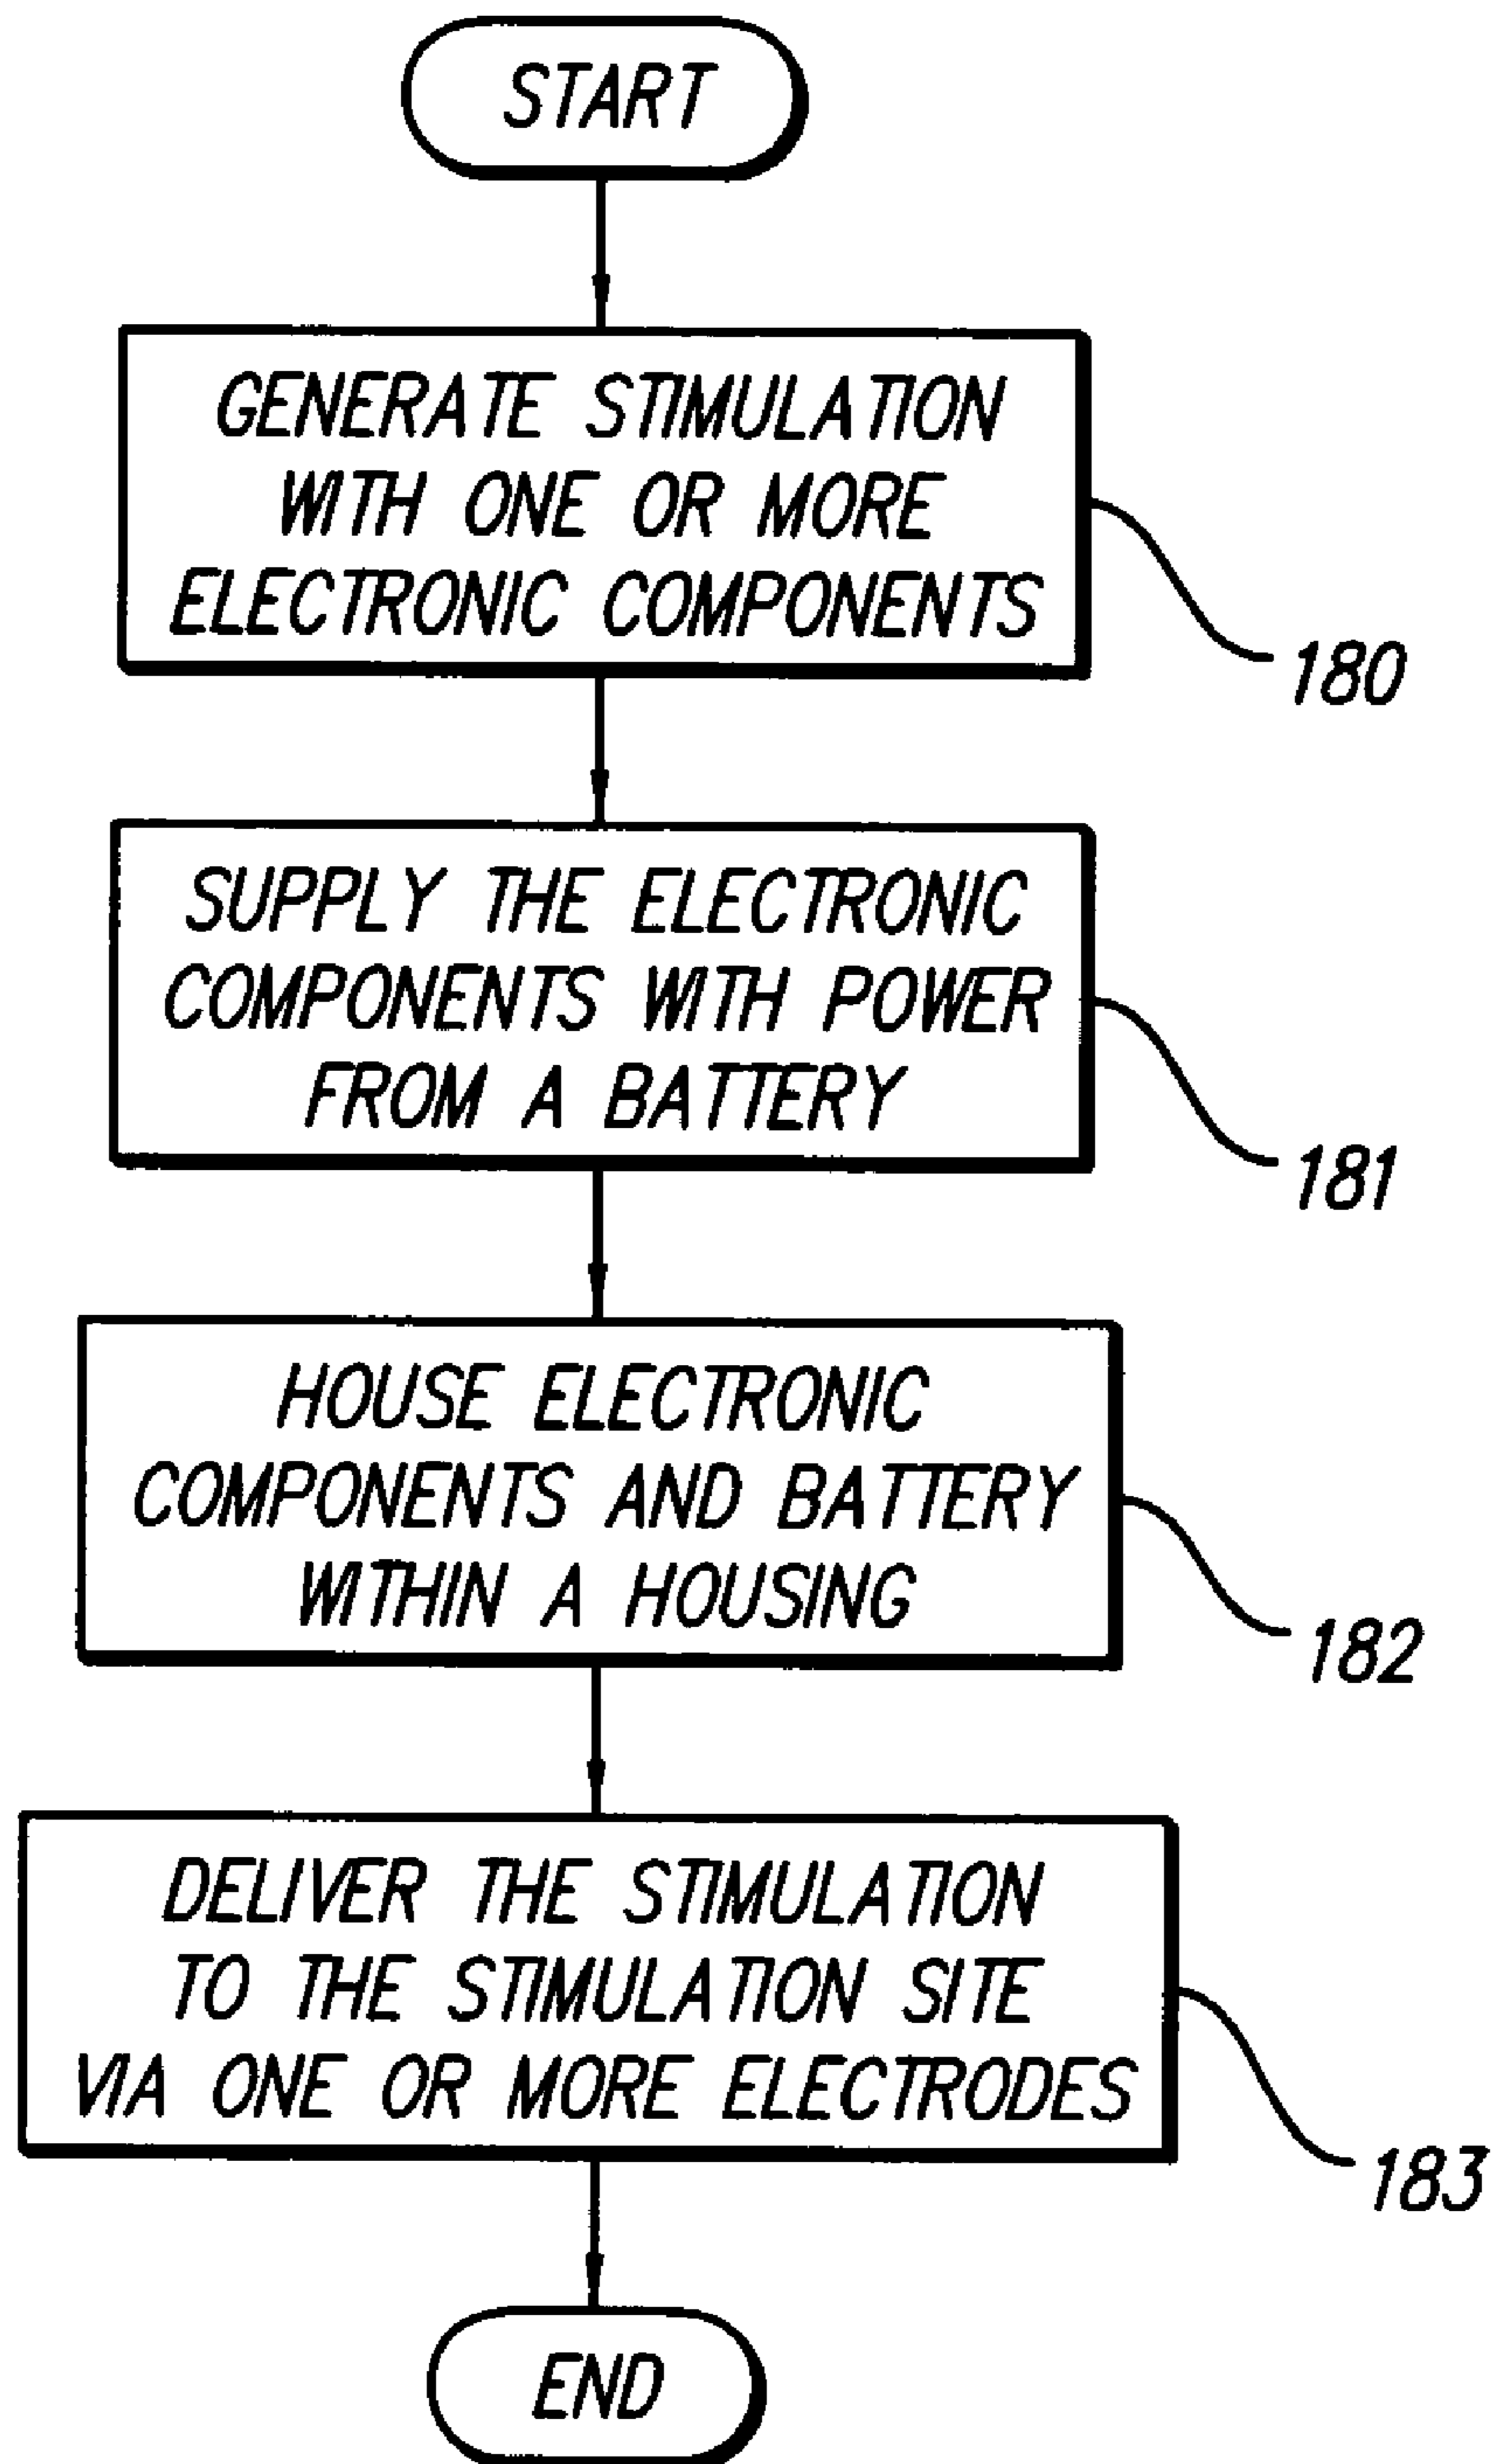 START
GENERATE STIMULATION
WITH ONE OR MORE
ELECTRONIC COMPONENTS
180
SUPPLY THE ELECTRONIC
COMPONENTS WITH POWER
FROM A BATTERY
181
HOUSE ELECTRONIC
COMPONENTS AND BATTERY
WITHIN A HOUSING
182
DELIVER THE STIMULATION
TO THE STIMULATION SITE
VIA ONE OR MORE ELECTRODES
183
END